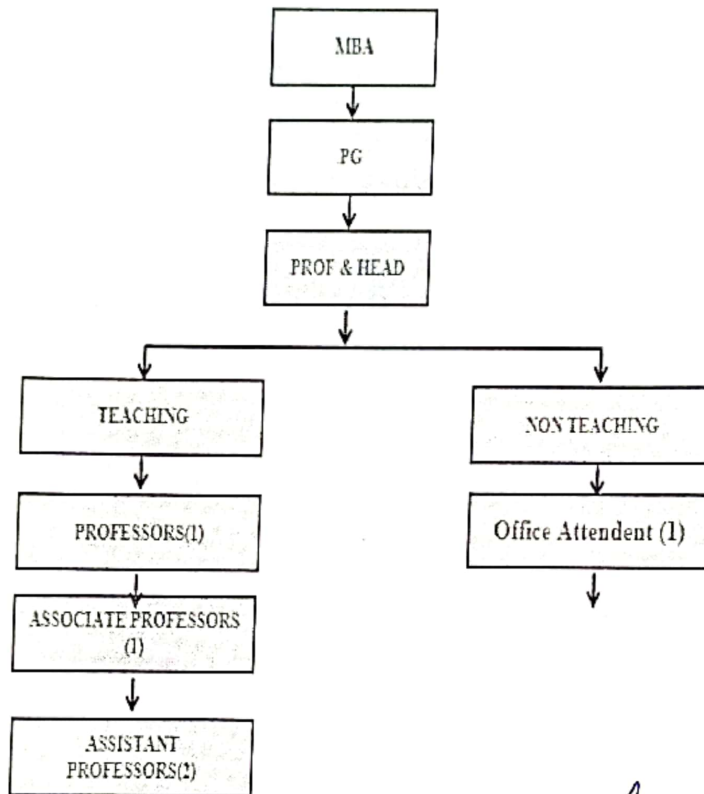 MBA
PG
PROF & HEAD
TEACHING
NON TEACHING
PROFESSORS(1)
Office Attendent (1)
ASSOCIATE PROFESSORS
(1)
ASSISTANT
PROFESSORS(2)